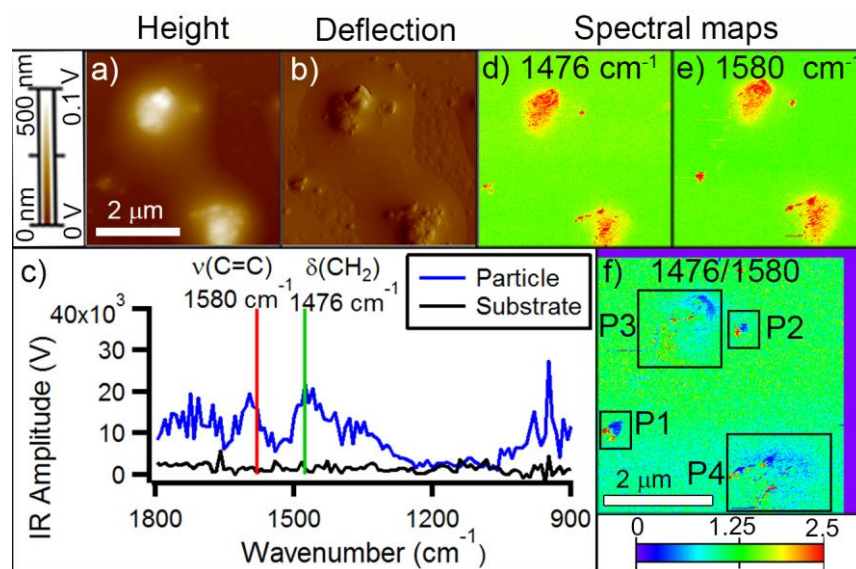 Height
Deflection
Spectral maps
500 nm
0 nm
0.1 V
0 V
a)
2 μm
b)
d) 1476 cm⁻¹
e) 1580 cm⁻¹
c)
ν(C=C)
1580 cm⁻¹
δ(CH₂)
1476 cm⁻¹
Particle
Substrate
IR Amplitude (V)
40x10³
30
20
10
0
1800
1500
1200
900
Wavenumber (cm⁻¹)
f) 1476/1580
P3
P2
P1
P4
2 μm
0
1.25
2.5